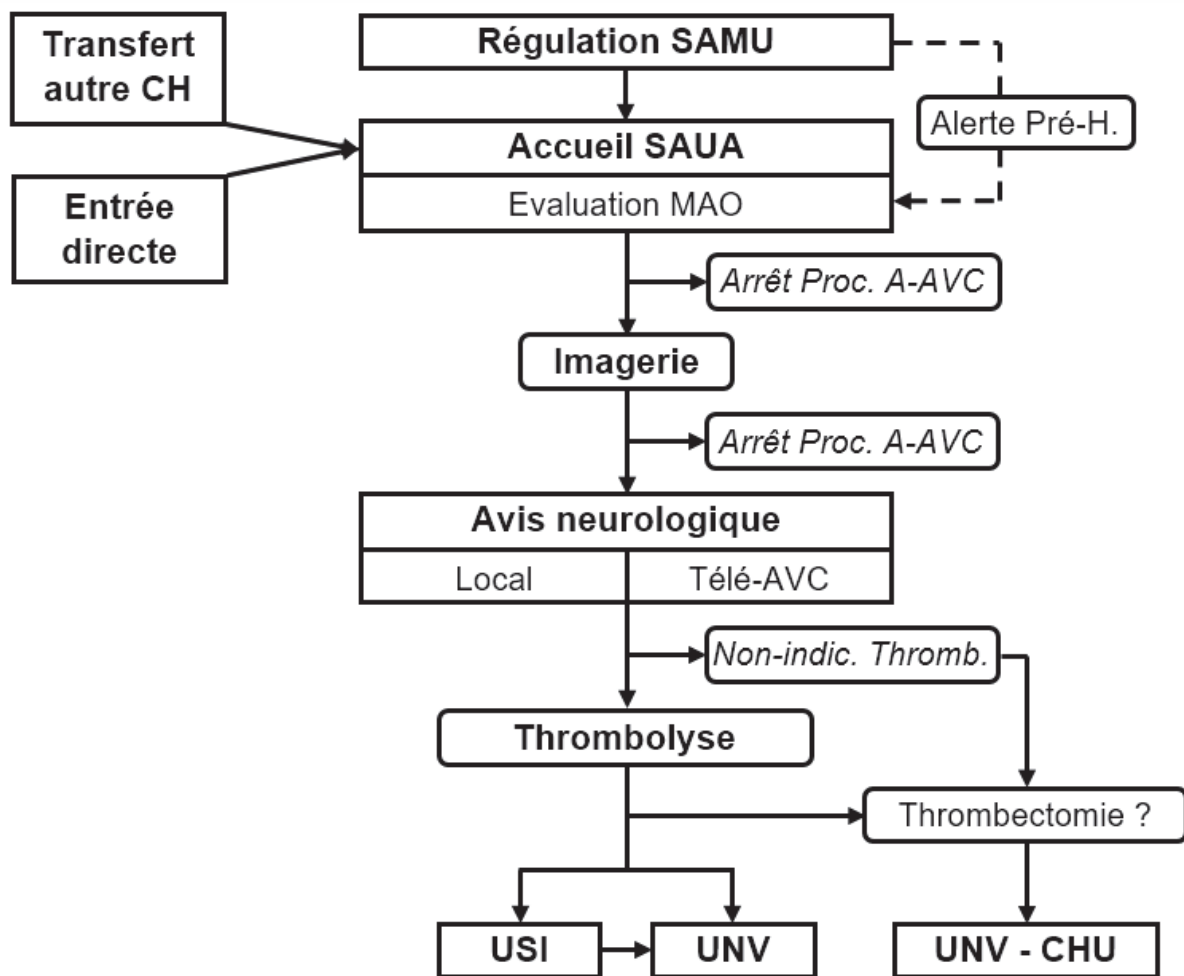 Transfert
autre CH
Régulation SAMU
Alerte Pré-H.
Accueil SAUA
Evaluation MAO
Entrée
directe
Arrêt Proc. A-AVC
Imagerie
Arrêt Proc. A-AVC
Avis neurologique
Local
Télé-AVC
Non-indic. Thromb.
Thrombolyse
Thrombectomie ?
USI
UNV
UNV - CHU